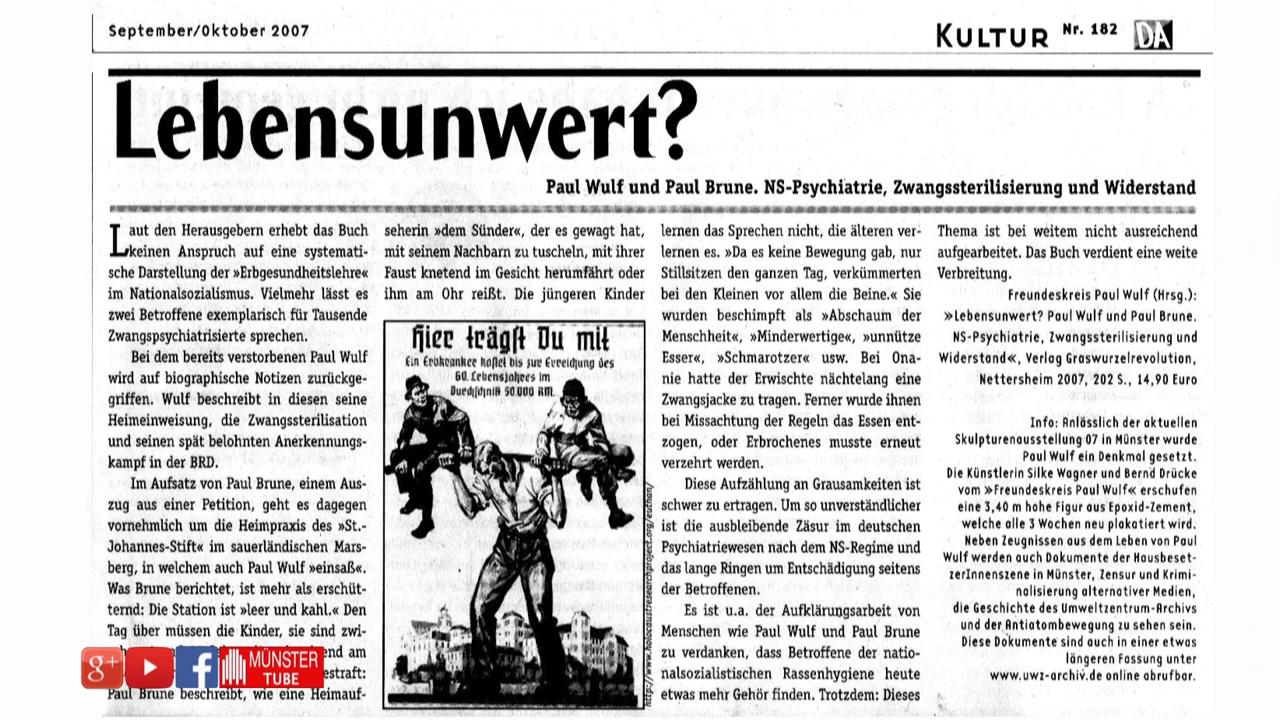 September/Oktober 2007
KULTUR Nr. 182 DA
Lebensunwert?
Paul Wulf und Paul Brune. NS-Psychiatrie, Zwangssterilisierung und Widerstand
Laut den Herausgebern erhebt das Buch
keinen Anspruch auf eine systemati-
sche Darstellung der »Erbgesundheitslehre«
im Nationalsozialismus. Vielmehr lässt es
zwei Betroffene exemplarisch für Tausende
Zwangspsychiatrisierte sprechen.
Bei dem bereits verstorbenen Paul Wulf
wird auf biographische Notizen zurückge-
griffen. Wulf beschreibt in diesen seine
Heimeinweisung, die Zwangssterilisation
und seinen spät belohnten Anerkennungs-
kampf in der BRD.
Im Aufsatz von Paul Brune, einem Aus-
zug aus einer Petition, geht es dagegen
vornehmlich um die Heimpraxis des »St.-
Johannes-Stift« im sauerländischen Mars-
berg, in welchem auch Paul Wulf »einsaß«.
Was Brune berichtet, ist mehr als erschüt-
ternd: Die Station ist »leer und kahl.« Den
Tag über müssen die Kinder, sie sind zwi-
end am
estraft:
Paul Brune beschreibt, wie eine Heimauf-
seherin »dem Sünder«, der es gewagt hat,
mit seinem Nachbarn zu tuscheln, mit ihrer
Faust knetend im Gesicht herumfährt oder
ihm am Ohr reißt. Die jüngeren Kinder
Hier trägst Du mit
Ein Erbkranker kostet bis zur Erreichung des
60. Lebensjahres im
Durchschnitt 50.000 RM.
http://www.holocaustresearchproject.org/euthan/
lernen das Sprechen nicht, die älteren ver-
lernen es. »Da es keine Bewegung gab, nur
Stillsitzen den ganzen Tag, verkümmerten
bei den Kleinen vor allem die Beine.« Sie
wurden beschimpft als »Abschaum der
Menschheit«, »Minderwertige«, »unnütze
Esser«, »Schmarotzer« usw. Bei Ona-
nie hatte der Erwischte nächtelang eine
Zwangsjacke zu tragen. Ferner wurde ihnen
bei Missachtung der Regeln das Essen ent-
zogen, oder Erbrochenes musste erneut
verzehrt werden.
Diese Aufzählung an Grausamkeiten ist
schwer zu ertragen. Um so unverständlicher
ist die ausbleibende Zäsur im deutschen
Psychiatriewesen nach dem NS-Regime und
das lange Ringen um Entschädigung seitens
der Betroffenen.
Es ist u.a. der Aufklärungsarbeit von
Menschen wie Paul Wulf und Paul Brune
zu verdanken, dass Betroffene der natio-
nalsozialistischen Rassenhygiene heute
etwas mehr Gehör finden. Trotzdem: Dieses
Thema ist bei weitem nicht ausreichend
aufgearbeitet. Das Buch verdient eine weite
Verbreitung.
Freundeskreis Paul Wulf (Hrsg.):
»Lebensunwert? Paul Wulf und Paul Brune.
NS-Psychiatrie, Zwangssterilisierung und
Widerstand«, Verlag Graswurzelrevolution,
Nettersheim 2007, 202 S., 14,90 Euro
Info: Anlässlich der aktuellen
Skulpturenausstellung 07 in Münster wurde
Paul Wulf ein Denkmal gesetzt.
Die Künstlerin Silke Wagner und Bernd Drücke
vom »Freundeskreis Paul Wulf« erschufen
eine 3,40 m hohe Figur aus Epoxid-Zement,
welche alle 3 Wochen neu plakatiert wird.
Neben Zeugnissen aus dem Leben von Paul
Wulf werden auch Dokumente der Hausbeset-
zerInnenszene in Münster, Zensur und Krimi-
nalisierung alternativer Medien,
die Geschichte des Umweltzentrum-Archivs
und der Antiatombewegung zu sehen sein.
Diese Dokumente sind auch in einer etwas
längeren Fassung unter
www.uwz-archiv.de online abrufbar.
g+
f
MÜNSTER
TUBE